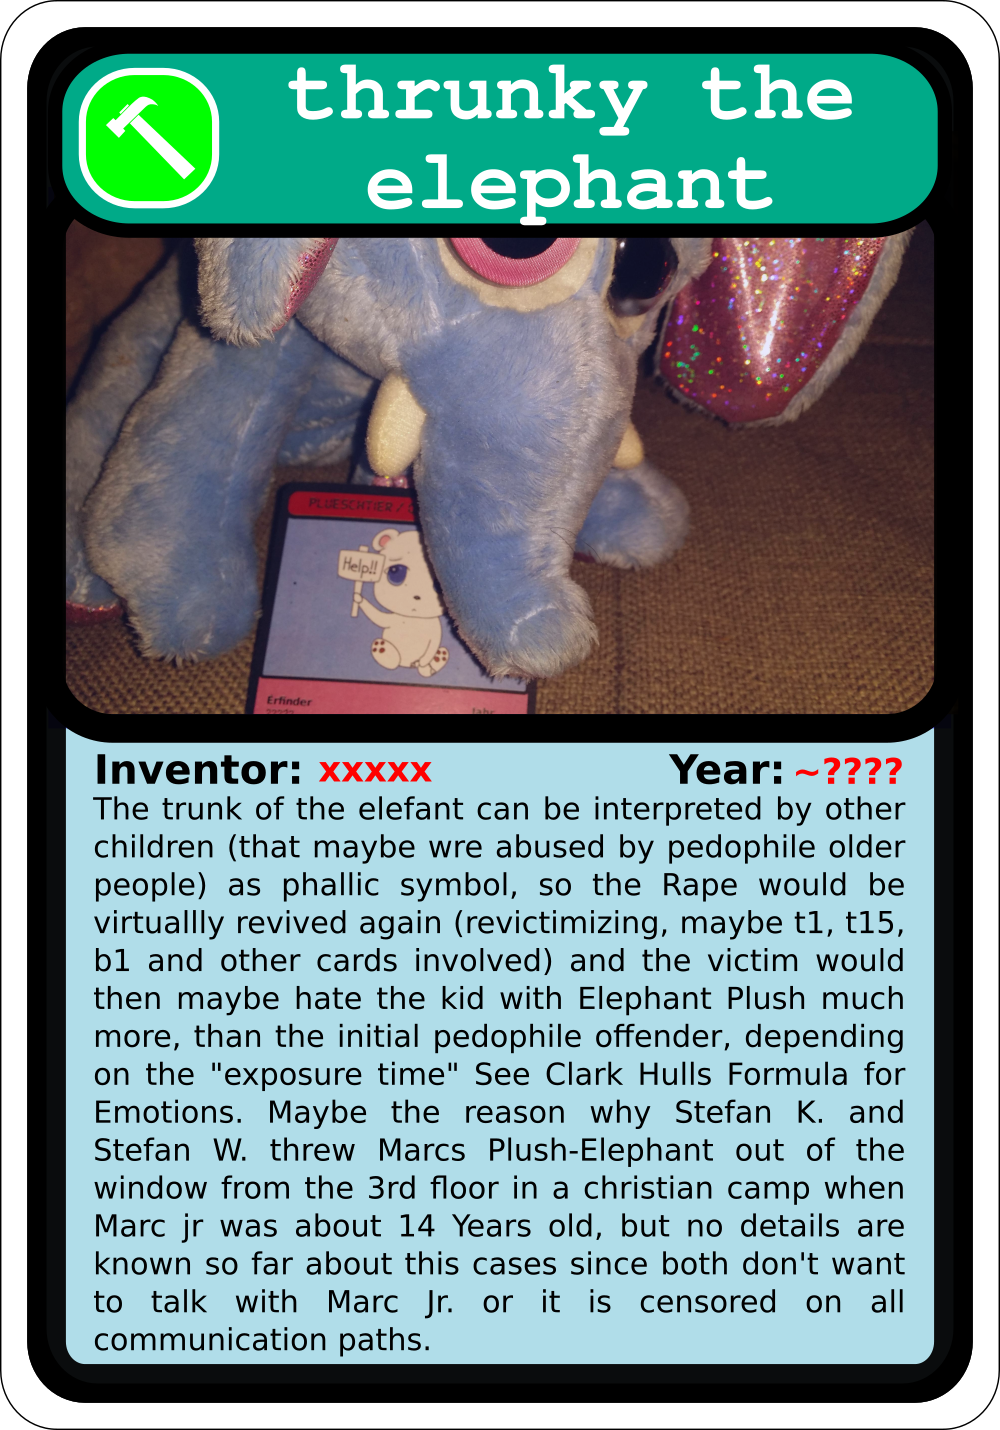 thrunky the
elephant
PLUESCHTIER /
Help!!
Erfinder
Jahr
Inventor: xxxxx Year: ~????
The trunk of the elefant can be interpreted by other
children (that maybe wre abused by pedophile older
people) as phallic symbol, so the Rape would be
virtuallly revived again (revictimizing, maybe t1, t15,
b1 and other cards involved) and the victim would
then maybe hate the kid with Elephant Plush much
more, than the initial pedophile offender, depending
on the "exposure time" See Clark Hulls Formula for
Emotions. Maybe the reason why Stefan K. and
Stefan W. threw Marcs Plush-Elephant out of the
window from the 3rd floor in a christian camp when
Marc jr was about 14 Years old, but no details are
known so far about this cases since both don't want
to talk with Marc Jr. or it is censored on all
communication paths.